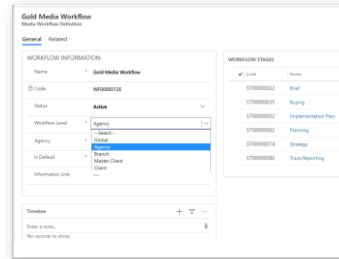 Gold Media Workflow
Media Workflow Definition
General Related
WORKFLOW INFORMATION
Name * Gold Media Workflow
Code WF00000126
Status Active
Workflow Level * Agency
--Select--
Global
Agency
Branch
Master Client
Client
Agency *
Is Default *
Information Link ---
Timeline
Enter a note...
No records to show.
WORKFLOW STAGES
Code Name
ST00000022 Brief
ST00000035 Buying
ST00000052 Implementation Plan
ST00000062 Planning
ST00000074 Strategy
ST00000080 Track/Reporting